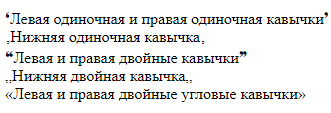 ❛Левая одиночная и правая одиночная кавычки❜
‚Нижняя одиночная кавычка‚
❝Левая и правая двойные кавычки❞
„Нижняя двойная кавычка„
«Левая и правая двойные угловые кавычки»